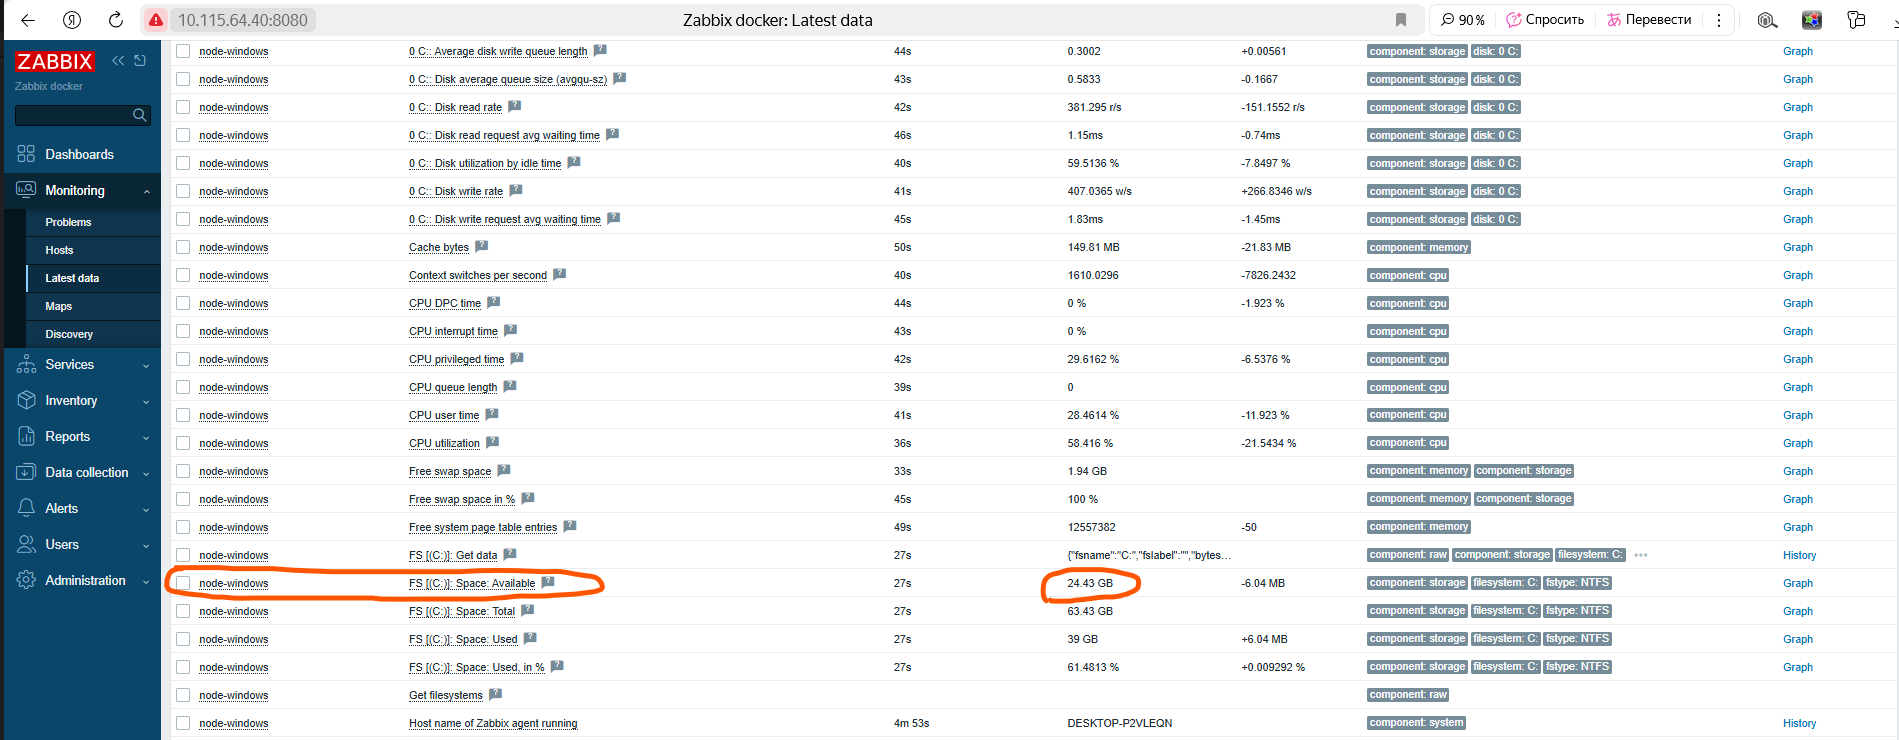 10.115.64.40:8080 Zabbix docker: Latest data 90% Спросить Перевести
ZABBIX
Zabbix docker
Dashboards
Monitoring
Problems
Hosts
Latest data
Maps
Discovery
Services
Inventory
Reports
Data collection
Alerts
Users
Administration
node-windows 0 C:: Average disk write queue length 44s 0.3002 +0.00561 component: storage disk: 0 C: Graph
node-windows 0 C:: Disk average queue size (avgqu-sz) 43s 0.5833 -0.1667 component: storage disk: 0 C: Graph
node-windows 0 C:: Disk read rate 42s 381.295 r/s -151.1552 r/s component: storage disk: 0 C: Graph
node-windows 0 C:: Disk read request avg waiting time 46s 1.15ms -0.74ms component: storage disk: 0 C: Graph
node-windows 0 C:: Disk utilization by idle time 40s 59.5136 % -7.8497 % component: storage disk: 0 C: Graph
node-windows 0 C:: Disk write rate 41s 407.0365 w/s +266.8346 w/s component: storage disk: 0 C: Graph
node-windows 0 C:: Disk write request avg waiting time 45s 1.83ms -1.45ms component: storage disk: 0 C: Graph
node-windows Cache bytes 50s 149.81 MB -21.83 MB component: memory Graph
node-windows Context switches per second 40s 1610.0296 -7826.2432 component: cpu Graph
node-windows CPU DPC time 44s 0 % -1.923 % component: cpu Graph
node-windows CPU interrupt time 43s 0 % component: cpu Graph
node-windows CPU privileged time 42s 29.6162 % -6.5376 % component: cpu Graph
node-windows CPU queue length 39s 0 component: cpu Graph
node-windows CPU user time 41s 28.4614 % -11.923 % component: cpu Graph
node-windows CPU utilization 36s 58.416 % -21.5434 % component: cpu Graph
node-windows Free swap space 33s 1.94 GB component: memory component: storage Graph
node-windows Free swap space in % 45s 100 % component: memory component: storage Graph
node-windows Free system page table entries 49s 12557382 -50 component: memory Graph
node-windows FS [(C:)]: Get data 27s {"fsname":"C:","fslabel":"","bytes... component: raw component: storage filesystem: C: ••• History
node-windows FS [(C:)]: Space: Available 27s 24.43 GB -6.04 MB component: storage filesystem: C: fstype: NTFS Graph
node-windows FS [(C:)]: Space: Total 27s 63.43 GB component: storage filesystem: C: fstype: NTFS Graph
node-windows FS [(C:)]: Space: Used 27s 39 GB +6.04 MB component: storage filesystem: C: fstype: NTFS Graph
node-windows FS [(C:)]: Space: Used, in % 27s 61.4813 % +0.009292 % component: storage filesystem: C: fstype: NTFS Graph
node-windows Get filesystems component: raw
node-windows Host name of Zabbix agent running 4m 53s DESKTOP-P2VLEQN component: system History